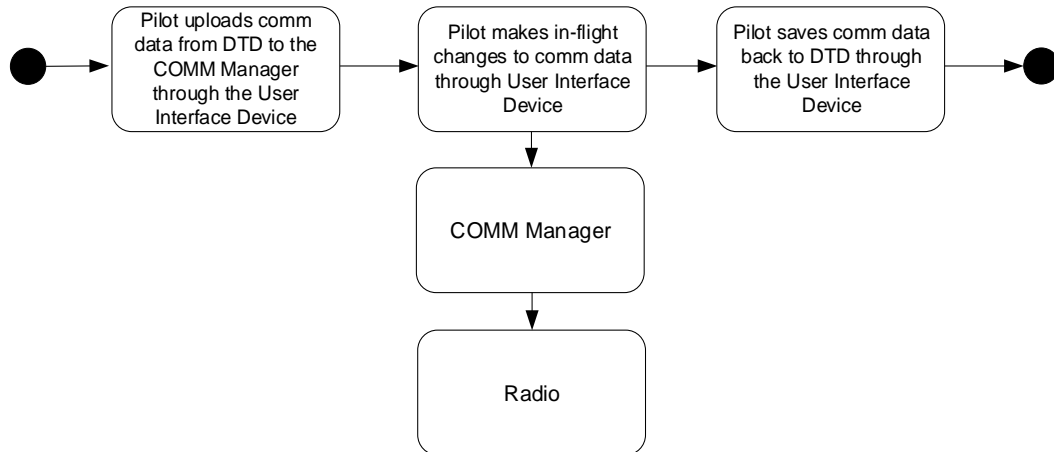 Pilot uploads comm
data from DTD to the
COMM Manager
through the User
Interface Device
Pilot makes in-flight
changes to comm data
through User Interface
Device
Pilot saves comm data
back to DTD through
the User Interface
Device
COMM Manager
Radio